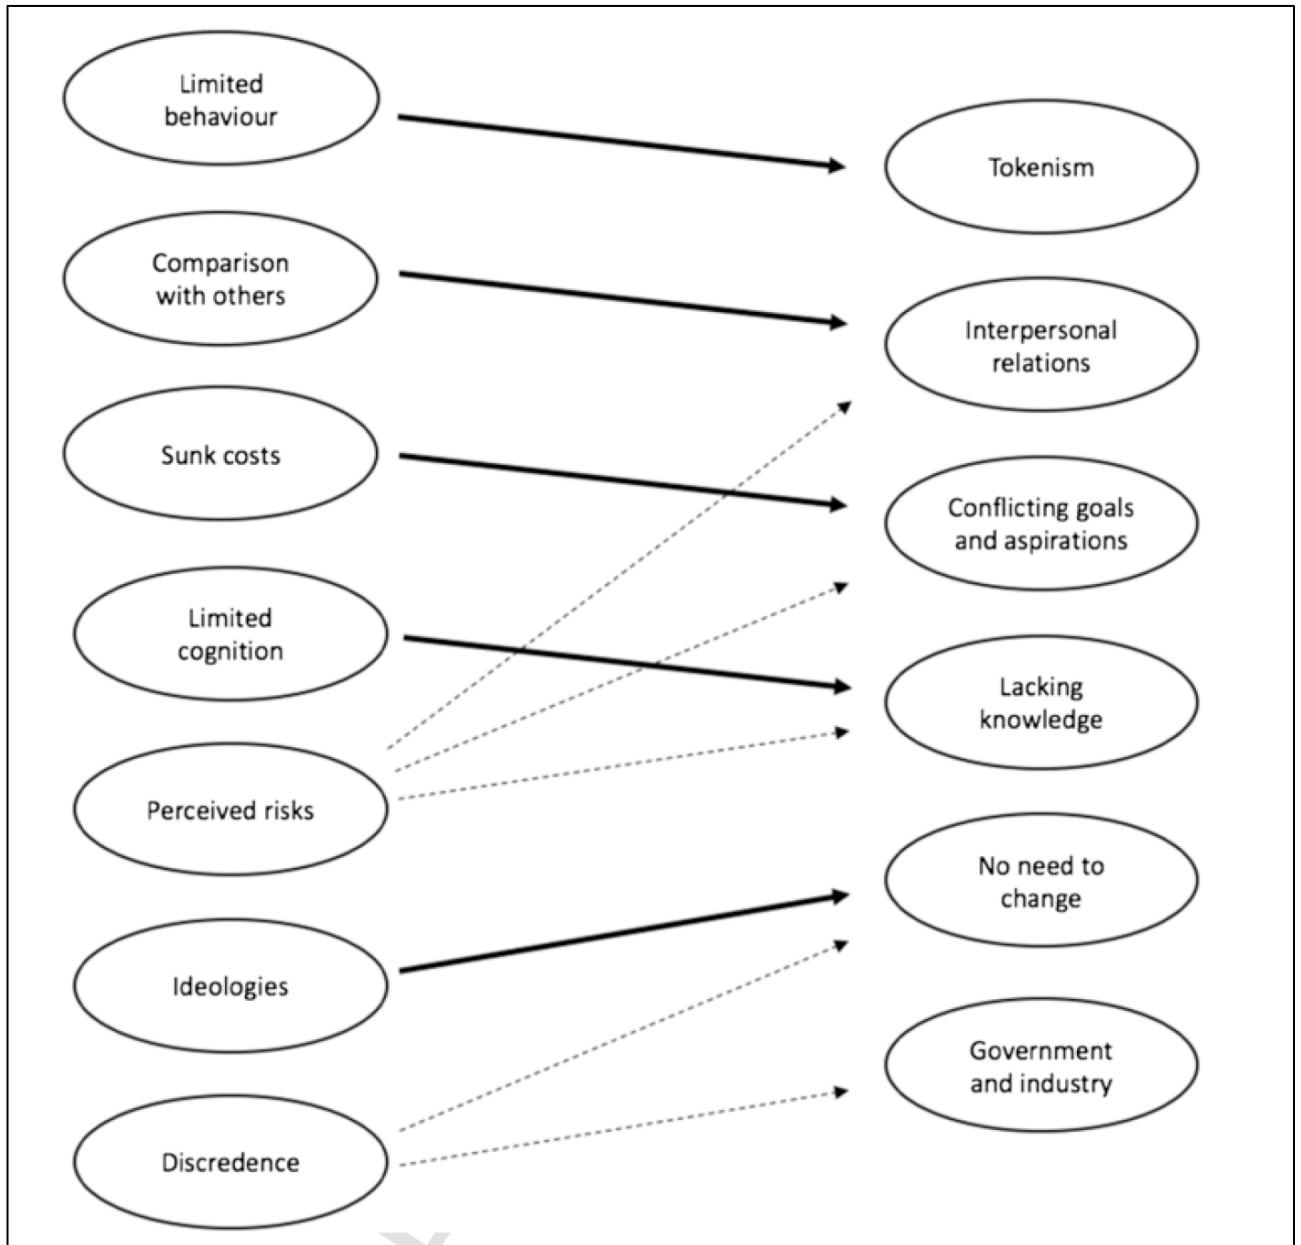 Limited
behaviour
Comparison
with others
Sunk costs
Limited
cognition
Perceived risks
Ideologies
Discredence
Tokenism
Interpersonal
relations
Conflicting goals
and aspirations
Lacking
knowledge
No need to
change
Government
and industry